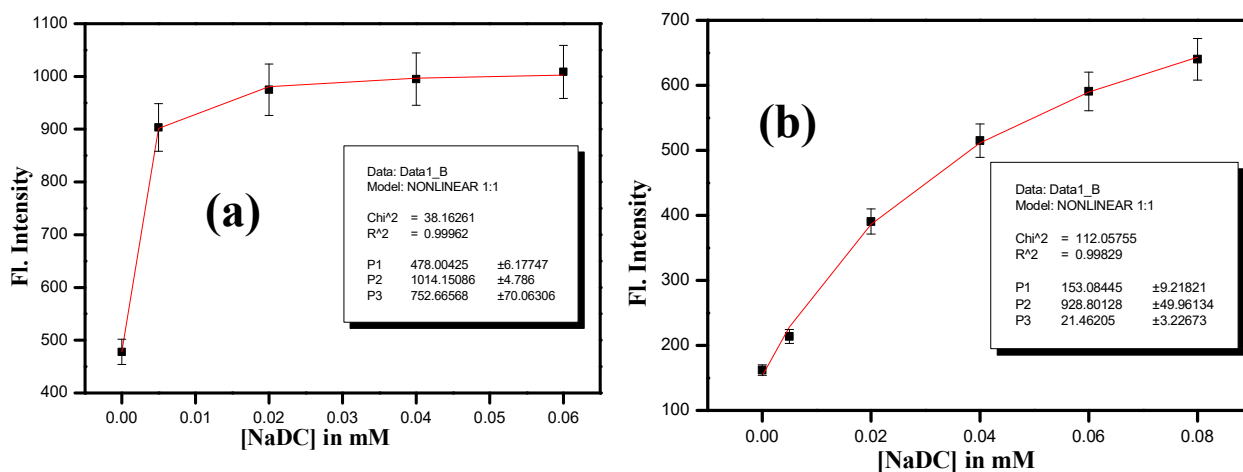 1100
1000
900
800
700
600
500
400
Fl. Intensity
(a)
Data: Data1_B
Model: NONLINEAR 1:1
Chi^2 = 38.16261
R^2 = 0.99962
P1 478.00425 ±6.17747
P2 1014.15086 ±4.786
P3 752.66568 ±70.06306
0.00 0.01 0.02 0.03 0.04 0.05 0.06
[NaDC] in mM
700
600
500
400
300
200
100
Fl. Intensity
(b)
Data: Data1_B
Model: NONLINEAR 1:1
Chi^2 = 112.05755
R^2 = 0.99829
P1 153.08445 ±9.21821
P2 928.80128 ±49.96134
P3 21.46205 ±3.22673
0.00 0.02 0.04 0.06 0.08
[NaDC] in mM